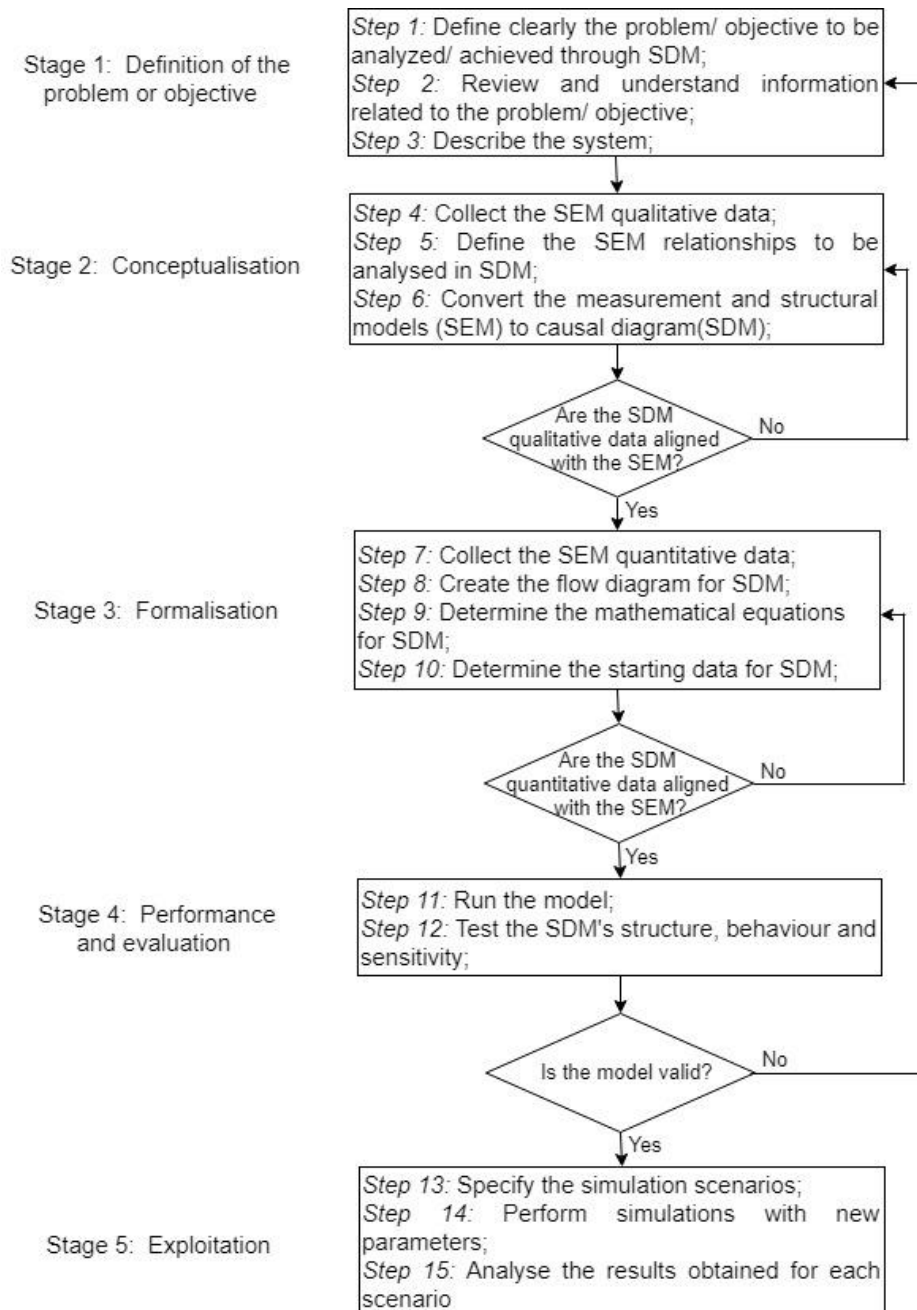 Stage 1: Definition of the
problem or objective
Step 1: Define clearly the problem/ objective to be
analyzed/ achieved through SDM;
Step 2: Review and understand information
related to the problem/ objective;
Step 3: Describe the system;
Stage 2: Conceptualisation
Step 4: Collect the SEM qualitative data;
Step 5: Define the SEM relationships to be
analysed in SDM;
Step 6: Convert the measurement and structural
models (SEM) to causal diagram(SDM);
Are the SDM
qualitative data aligned
with the SEM?
No
Yes
Stage 3: Formalisation
Step 7: Collect the SEM quantitative data;
Step 8: Create the flow diagram for SDM;
Step 9: Determine the mathematical equations
for SDM;
Step 10: Determine the starting data for SDM;
Are the SDM
quantitative data aligned
with the SEM?
No
Yes
Stage 4: Performance
and evaluation
Step 11: Run the model;
Step 12: Test the SDM's structure, behaviour and
sensitivity;
Is the model valid?
No
Yes
Stage 5: Exploitation
Step 13: Specify the simulation scenarios;
Step 14: Perform simulations with new
parameters;
Step 15: Analyse the results obtained for each
scenario